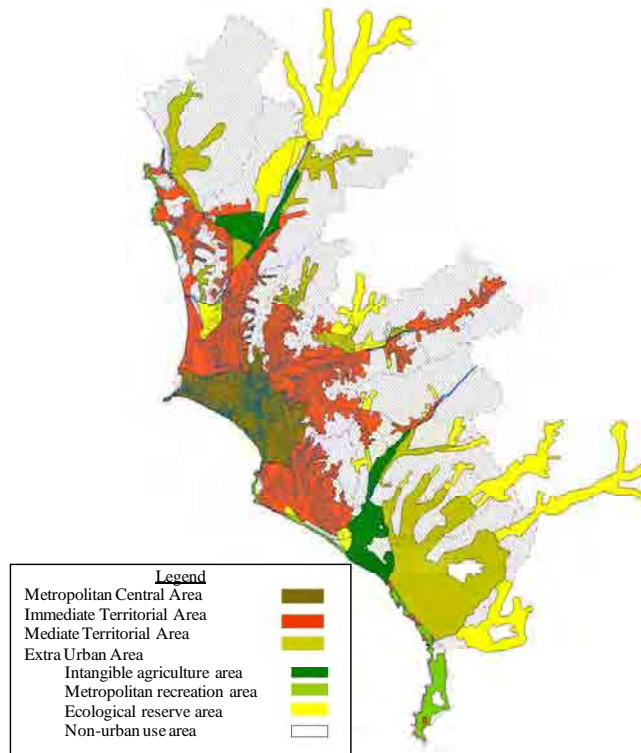 Legend
Metropolitan Central Area
Immediate Territorial Area
Mediate Territorial Area
Extra Urban Area
Intangible agriculture area
Metropolitan recreation area
Ecological reserve area
Non-urban use area